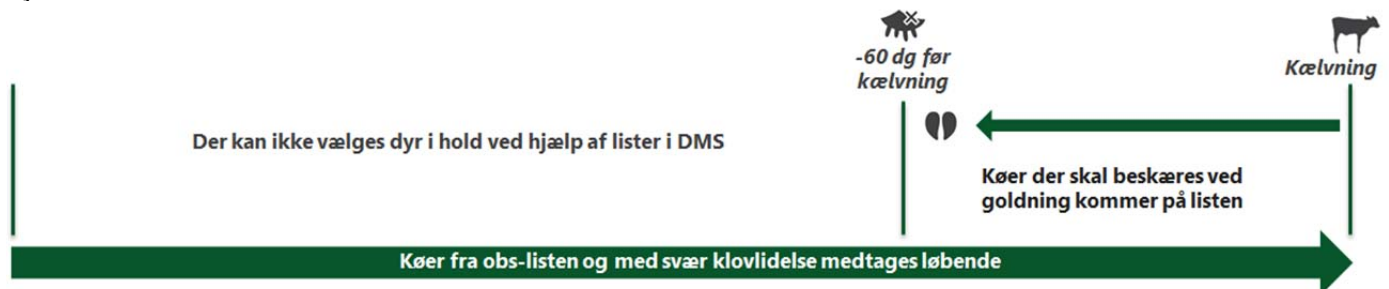 -60 dg før
kælvning
Kælvning
Der kan ikke vælges dyr i hold ved hjælp af lister i DMS
Køer der skal beskæres ved
goldning kommer på listen
Køer fra obs-listen og med svær klovlidelse medtages løbende